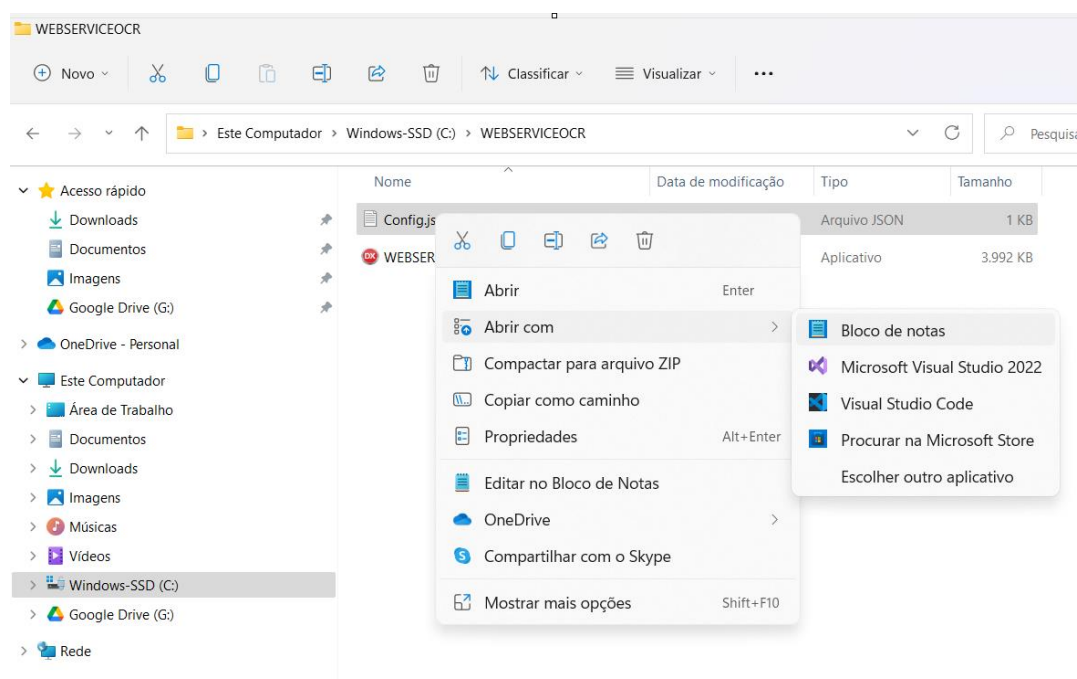 WEBSERVICEOCR
Novo
Classificar
Visualizar
Este Computador > Windows-SSD (C:) > WEBSERVICEOCR
Pesquisa
Nome
Data de modificação
Tipo
Tamanho
Acesso rápido
Downloads
Documentos
Imagens
Google Drive (G:)
OneDrive - Personal
Este Computador
Área de Trabalho
Documentos
Downloads
Imagens
Músicas
Vídeos
Windows-SSD (C:)
Google Drive (G:)
Rede
Config.js
Arquivo JSON
1 KB
DK
WEBSER
Aplicativo
3.992 KB
Abrir Enter
Abrir com
Compactar para arquivo ZIP
Copiar como caminho
Propriedades Alt+Enter
Editar no Bloco de Notas
OneDrive
Compartilhar com o Skype
Mostrar mais opções Shift+F10
Bloco de notas
Microsoft Visual Studio 2022
Visual Studio Code
Procurar na Microsoft Store
Escolher outro aplicativo